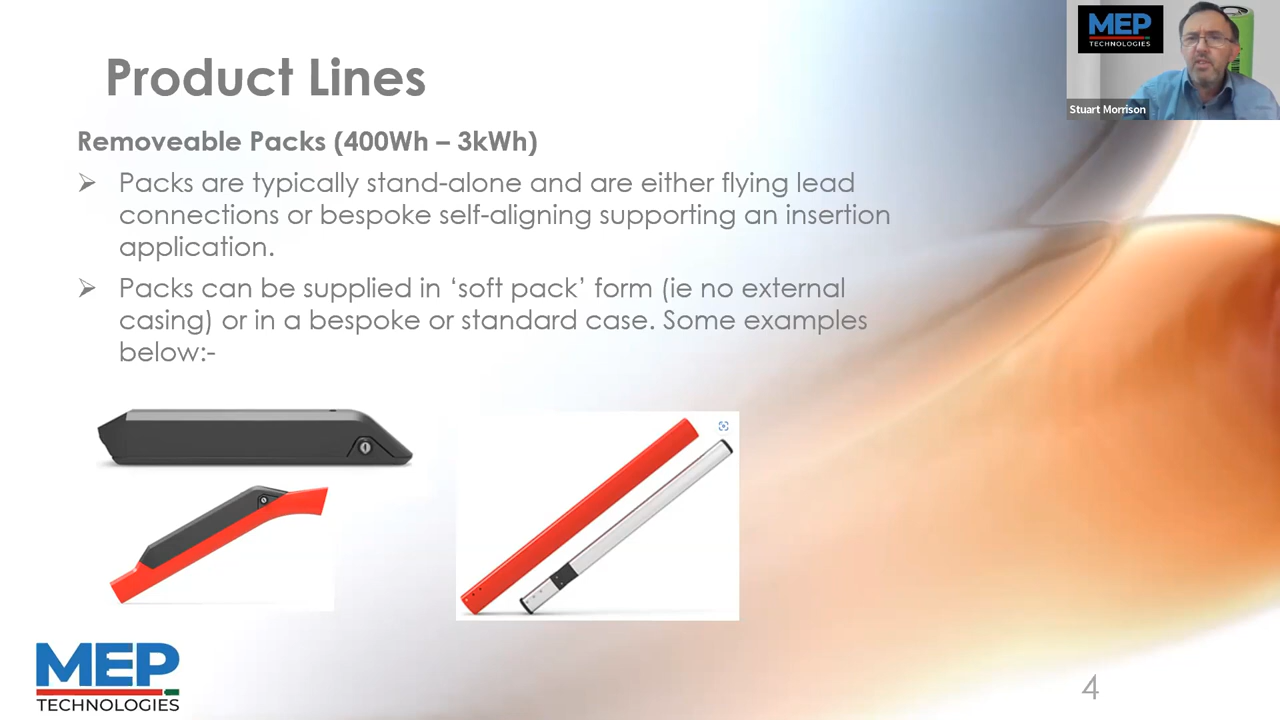 Product Lines
Removeable Packs (400Wh – 3kWh)
➢ Packs are typically stand-alone and are either flying lead
connections or bespoke self-aligning supporting an insertion
application.
➢ Packs can be supplied in ‘soft pack’ form (ie no external
casing) or in a bespoke or standard case. Some examples
below:-
MEP
TECHNOLOGIES
4
MEP
TECHNOLOGIES
Stuart Morrison